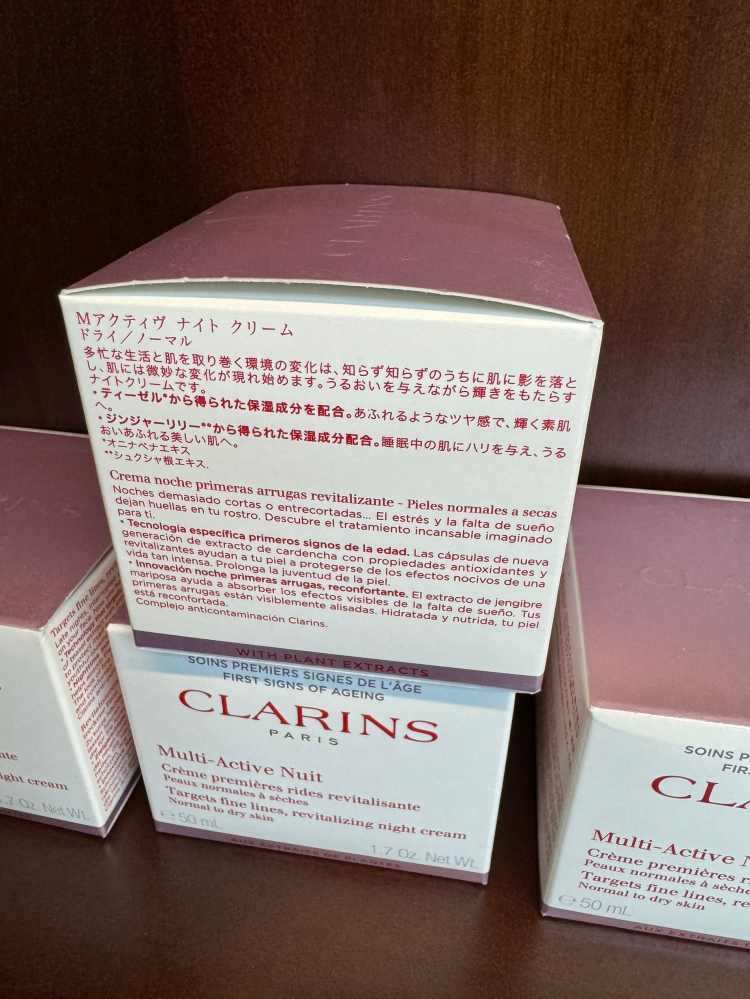 CLARINS
Mアクティヴ ナイト クリーム
ドライ／ノーマル
多忙な生活と肌を取り巻く環境の変化は、知らず知らずのうちに肌に影を落と
し、肌には微妙な変化が現れ始めます。うるおいを与えながら輝きをもたらす
ナイトクリームです。
・ティーゼル*から得られた保湿成分を配合。あふれるようなツヤ感で、輝く素肌
へ。
・ジンジャーリリー**から得られた保湿成分配合。睡眠中の肌にハリを与え、うる
おいあふれる美しい肌へ。
*オニナベナエキス
**シュクシャ根エキス.
Crema noche primeras arrugas revitalizante - Pieles normales a secas
Noches demasiado cortas o entrecortadas... El estrés y la falta de sueño
dejan huellas en tu rostro. Descubre el tratamiento incansable imaginado
para ti.
• Tecnología específica primeros signos de la edad. Las cápsulas de nueva
generación de extracto de cardencha con propiedades antioxidantes y
revitalizantes ayudan a tu piel a protegerse de los efectos nocivos de una
vida tan intensa. Prolonga la juventud de la piel.
• Innovación noche primeras arrugas, reconfortante. El extracto de jengibre
mariposa ayuda a absorber los efectos visibles de la falta de sueño. Tus
primeras arrugas están visiblemente alisadas. Hidratada y nutrida, tu piel
está reconfortada.
Complejo anticontaminación Clarins.
WITH PLANT EXTRACTS
SOINS PREMIERS SIGNES DE L'ÂGE
FIRST SIGNS OF AGEING
CLARINS
PARIS
Multi-Active Nuit
Crème premières rides revitalisante
Peaux normales à sèches
Targets fine lines, revitalizing night cream
Normal to dry skin
℮ 50 mL
1.7 Oz. Net Wt.
AUX EXTRAITS DE PLANTES
night cream
.7 Oz. Net Wt.
SOINS P
FIRS
CLA
Multi-Active N
Crème premières r
Peaux normales à sèche
Targets fine lines, re
Normal to dry skin
℮ 50 mL
AUX EXTRAITS